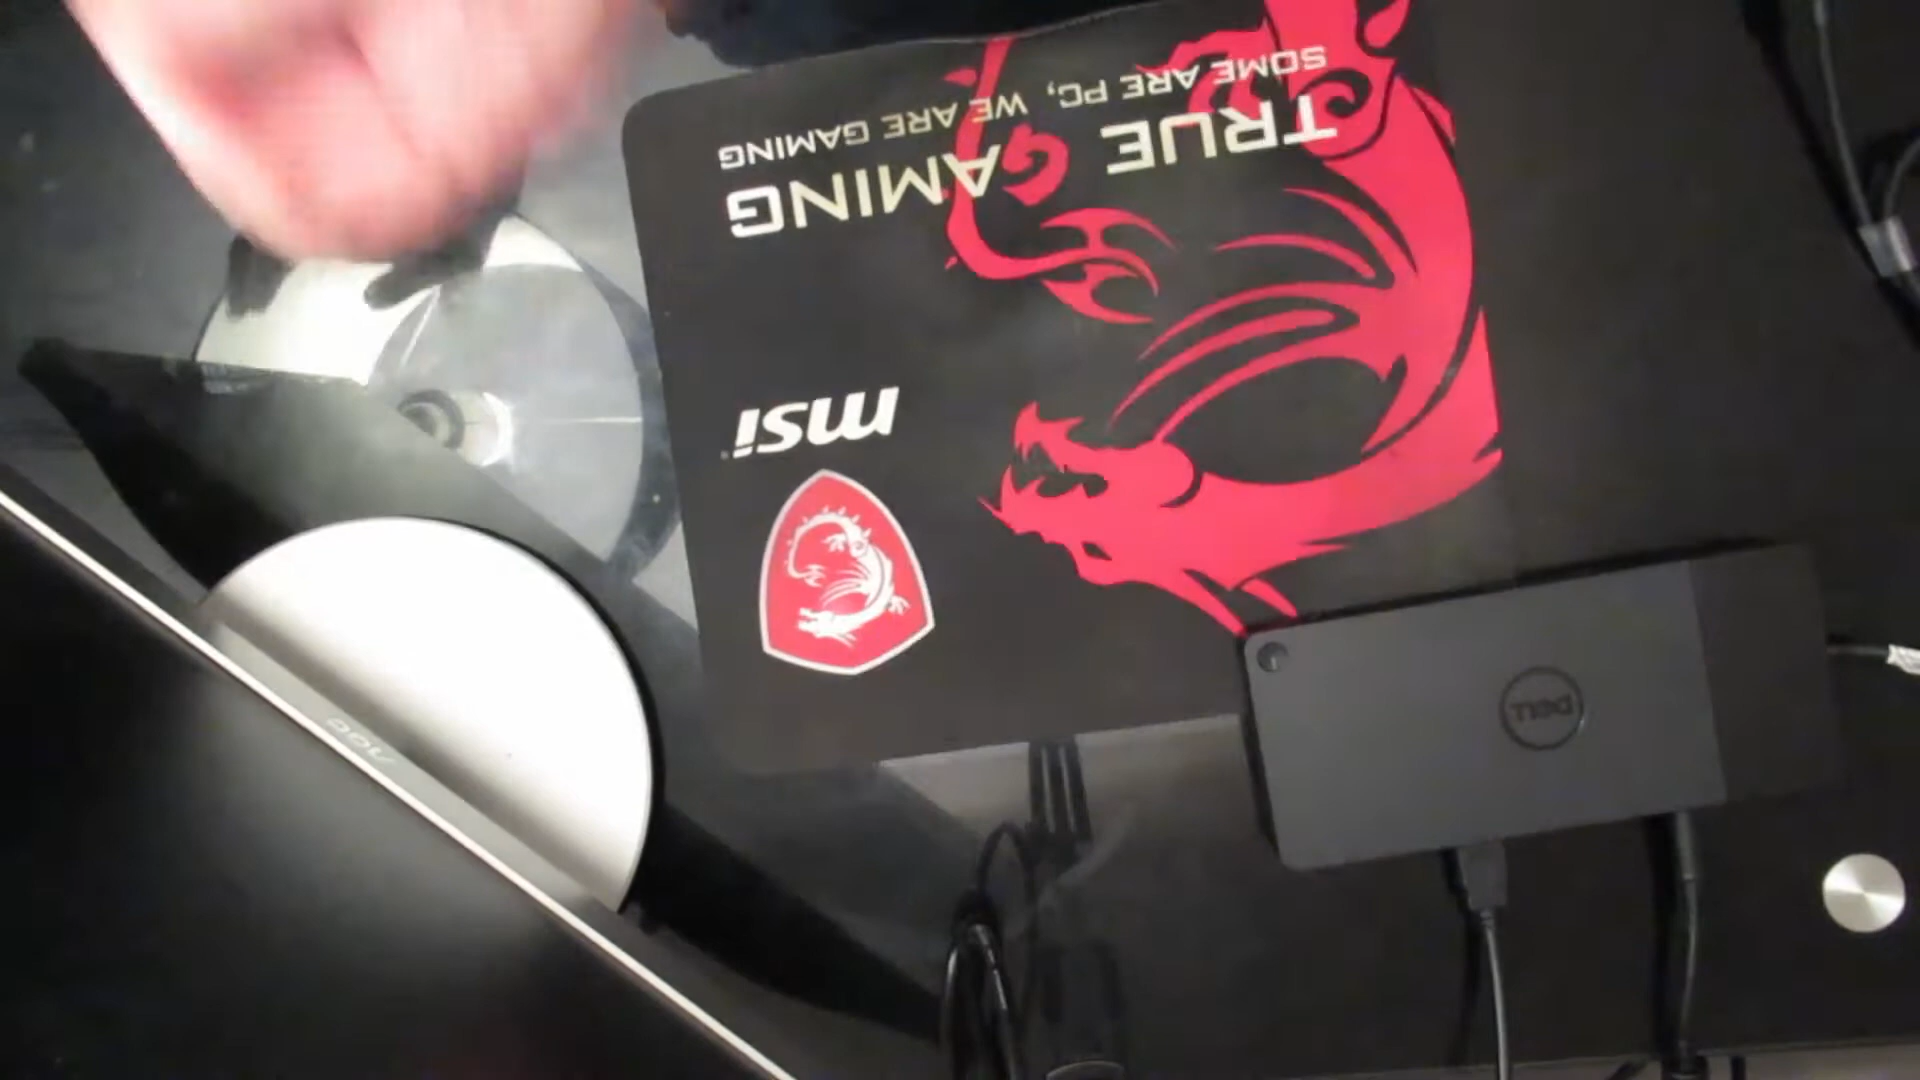 SOME ARE PC, WE ARE GAMING
TRUE GAMING
msi
DELL
AOC